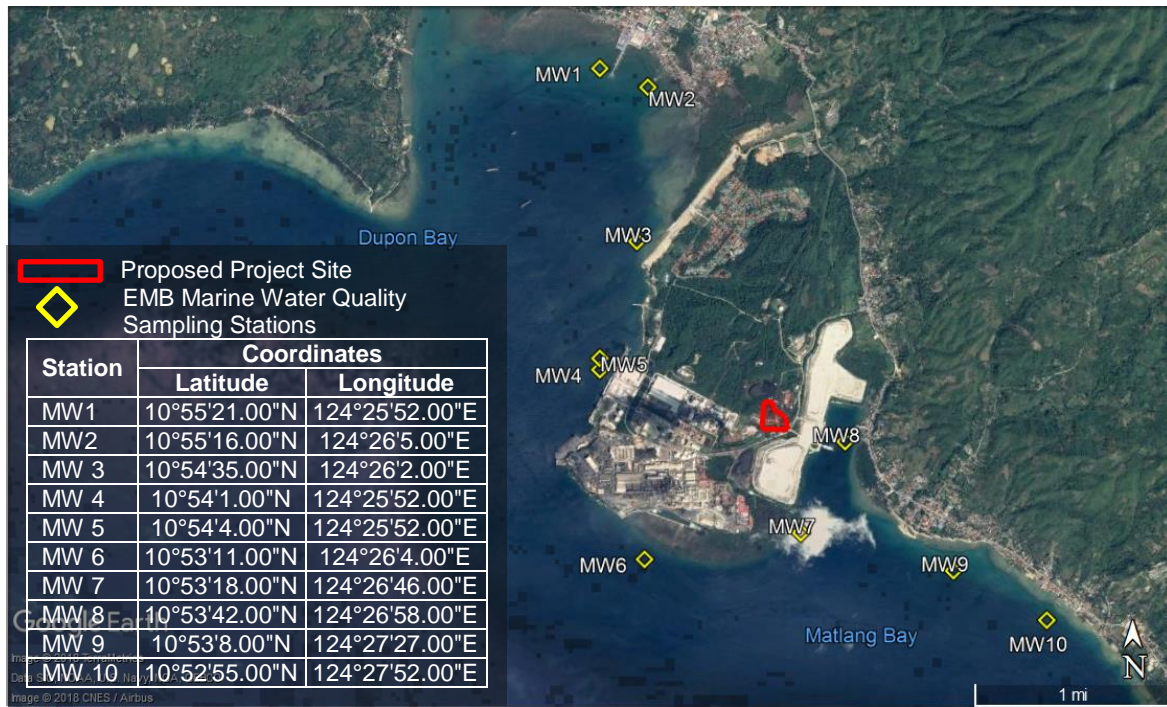 MW1
MW2
MW3
Dupon Bay
Proposed Project Site
EMB Marine Water Quality
Sampling Stations
MW5
MW4
MW8
MW7
MW6
MW9
Matlang Bay
MW10
N
1 mi
Station Coordinates
Latitude Longitude
MW1 10°55'21.00"N 124°25'52.00"E
MW2 10°55'16.00"N 124°26'5.00"E
MW 3 10°54'35.00"N 124°26'2.00"E
MW 4 10°54'1.00"N 124°25'52.00"E
MW 5 10°54'4.00"N 124°25'52.00"E
MW 6 10°53'11.00"N 124°26'4.00"E
MW 7 10°53'18.00"N 124°26'46.00"E
MW 8 10°53'42.00"N 124°26'58.00"E
MW 9 10°53'8.00"N 124°27'27.00"E
MW 10 10°52'55.00"N 124°27'52.00"E
Google Earth
Image © 2018 TerraMetrics
Image © 2018 CNES / Airbus